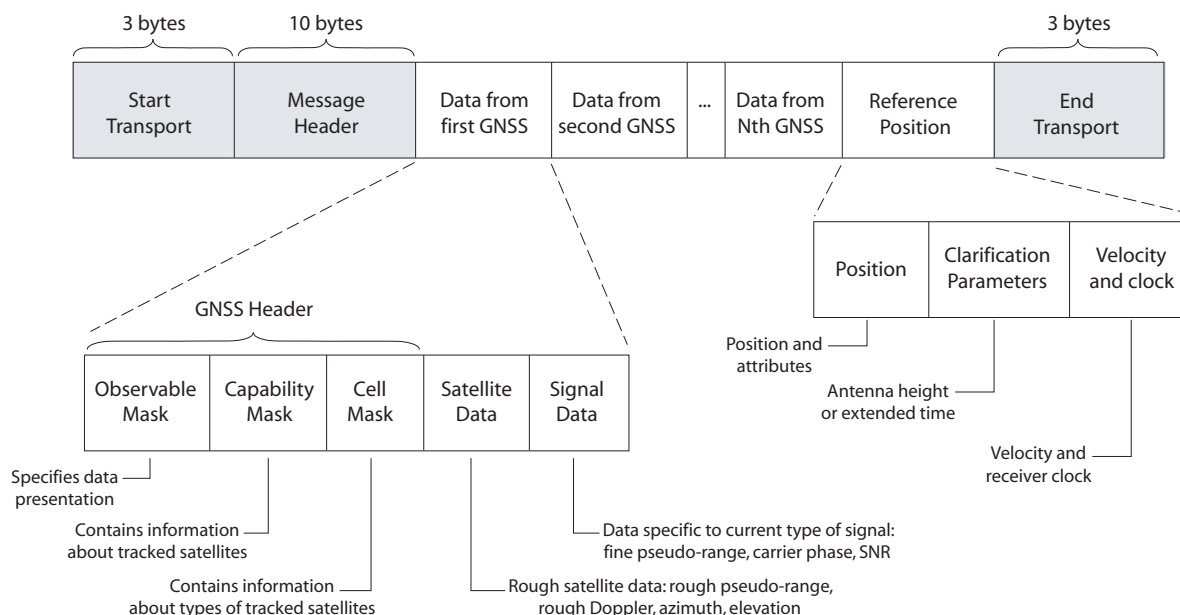 3 bytes
10 bytes
3 bytes
Start
Transport
Message
Header
Data from
first GNSS
Data from
second GNSS
...
Data from
Nth GNSS
Reference
Position
End
Transport
Position
Clarification
Parameters
Velocity
and clock
Position and
attributes
Antenna height
or extended time
Velocity and
receiver clock
GNSS Header
Observable
Mask
Capability
Mask
Cell
Mask
Satellite
Data
Signal
Data
Specifies data
presentation
Contains information
about tracked satellites
Contains information
about types of tracked satellites
Data specific to current type of signal:
fine pseudo-range, carrier phase, SNR
Rough satellite data: rough pseudo-range,
rough Doppler, azimuth, elevation